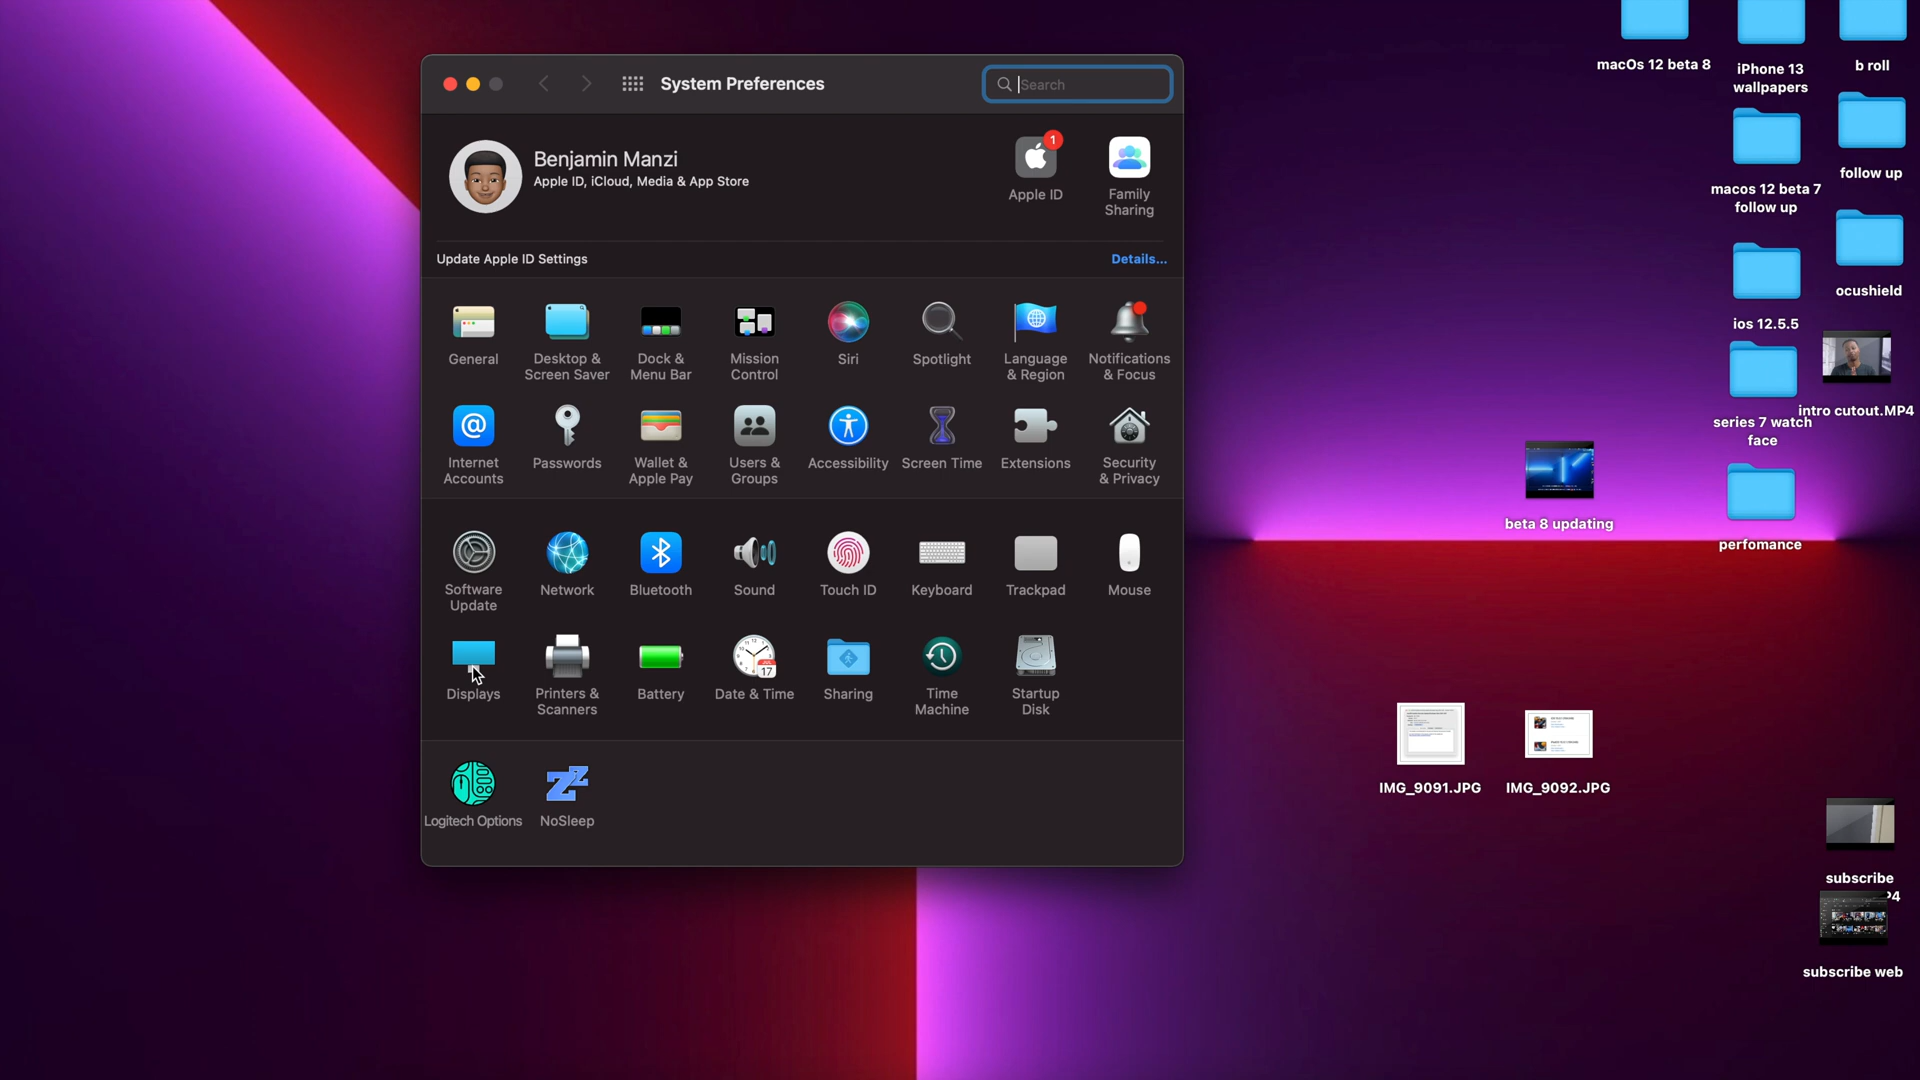 System Preferences
Search
Benjamin Manzi
Apple ID, iCloud, Media & App Store
1
Apple ID
Family
Sharing
Update Apple ID Settings
Details...
General
Desktop &
Screen Saver
Dock &
Menu Bar
Mission
Control
Siri
Spotlight
Language
& Region
Notifications
& Focus
Internet
Accounts
Passwords
Wallet &
Apple Pay
Users &
Groups
Accessibility
Screen Time
Extensions
Security
& Privacy
Software
Update
Network
Bluetooth
Sound
Touch ID
Keyboard
Trackpad
Mouse
Displays
Printers &
Scanners
Battery
17
Date & Time
Sharing
Time
Machine
Startup
Disk
Logitech Options
NoSleep
macOs 12 beta 8
iPhone 13
wallpapers
b roll
macos 12 beta 7
follow up
follow up
ios 12.5.5
ocushield
series 7 watch
face
intro cutout.MP4
beta 8 updating
perfomance
IMG_9091.JPG
IMG_9092.JPG
subscribe
P4
subscribe web